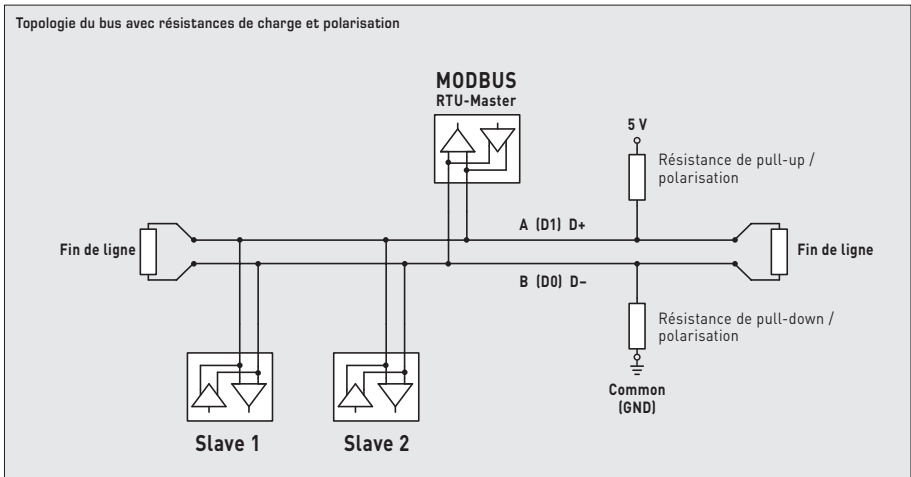 Topologie du bus avec résistances de charge et polarisation
MODBUS
RTU-Master
5 V
Résistance de pull-up /
polarisation
A (D1) D+
Fin de ligne
Fin de ligne
B (D0) D–
Résistance de pull-down /
polarisation
Common
(GND)
Slave 1
Slave 2